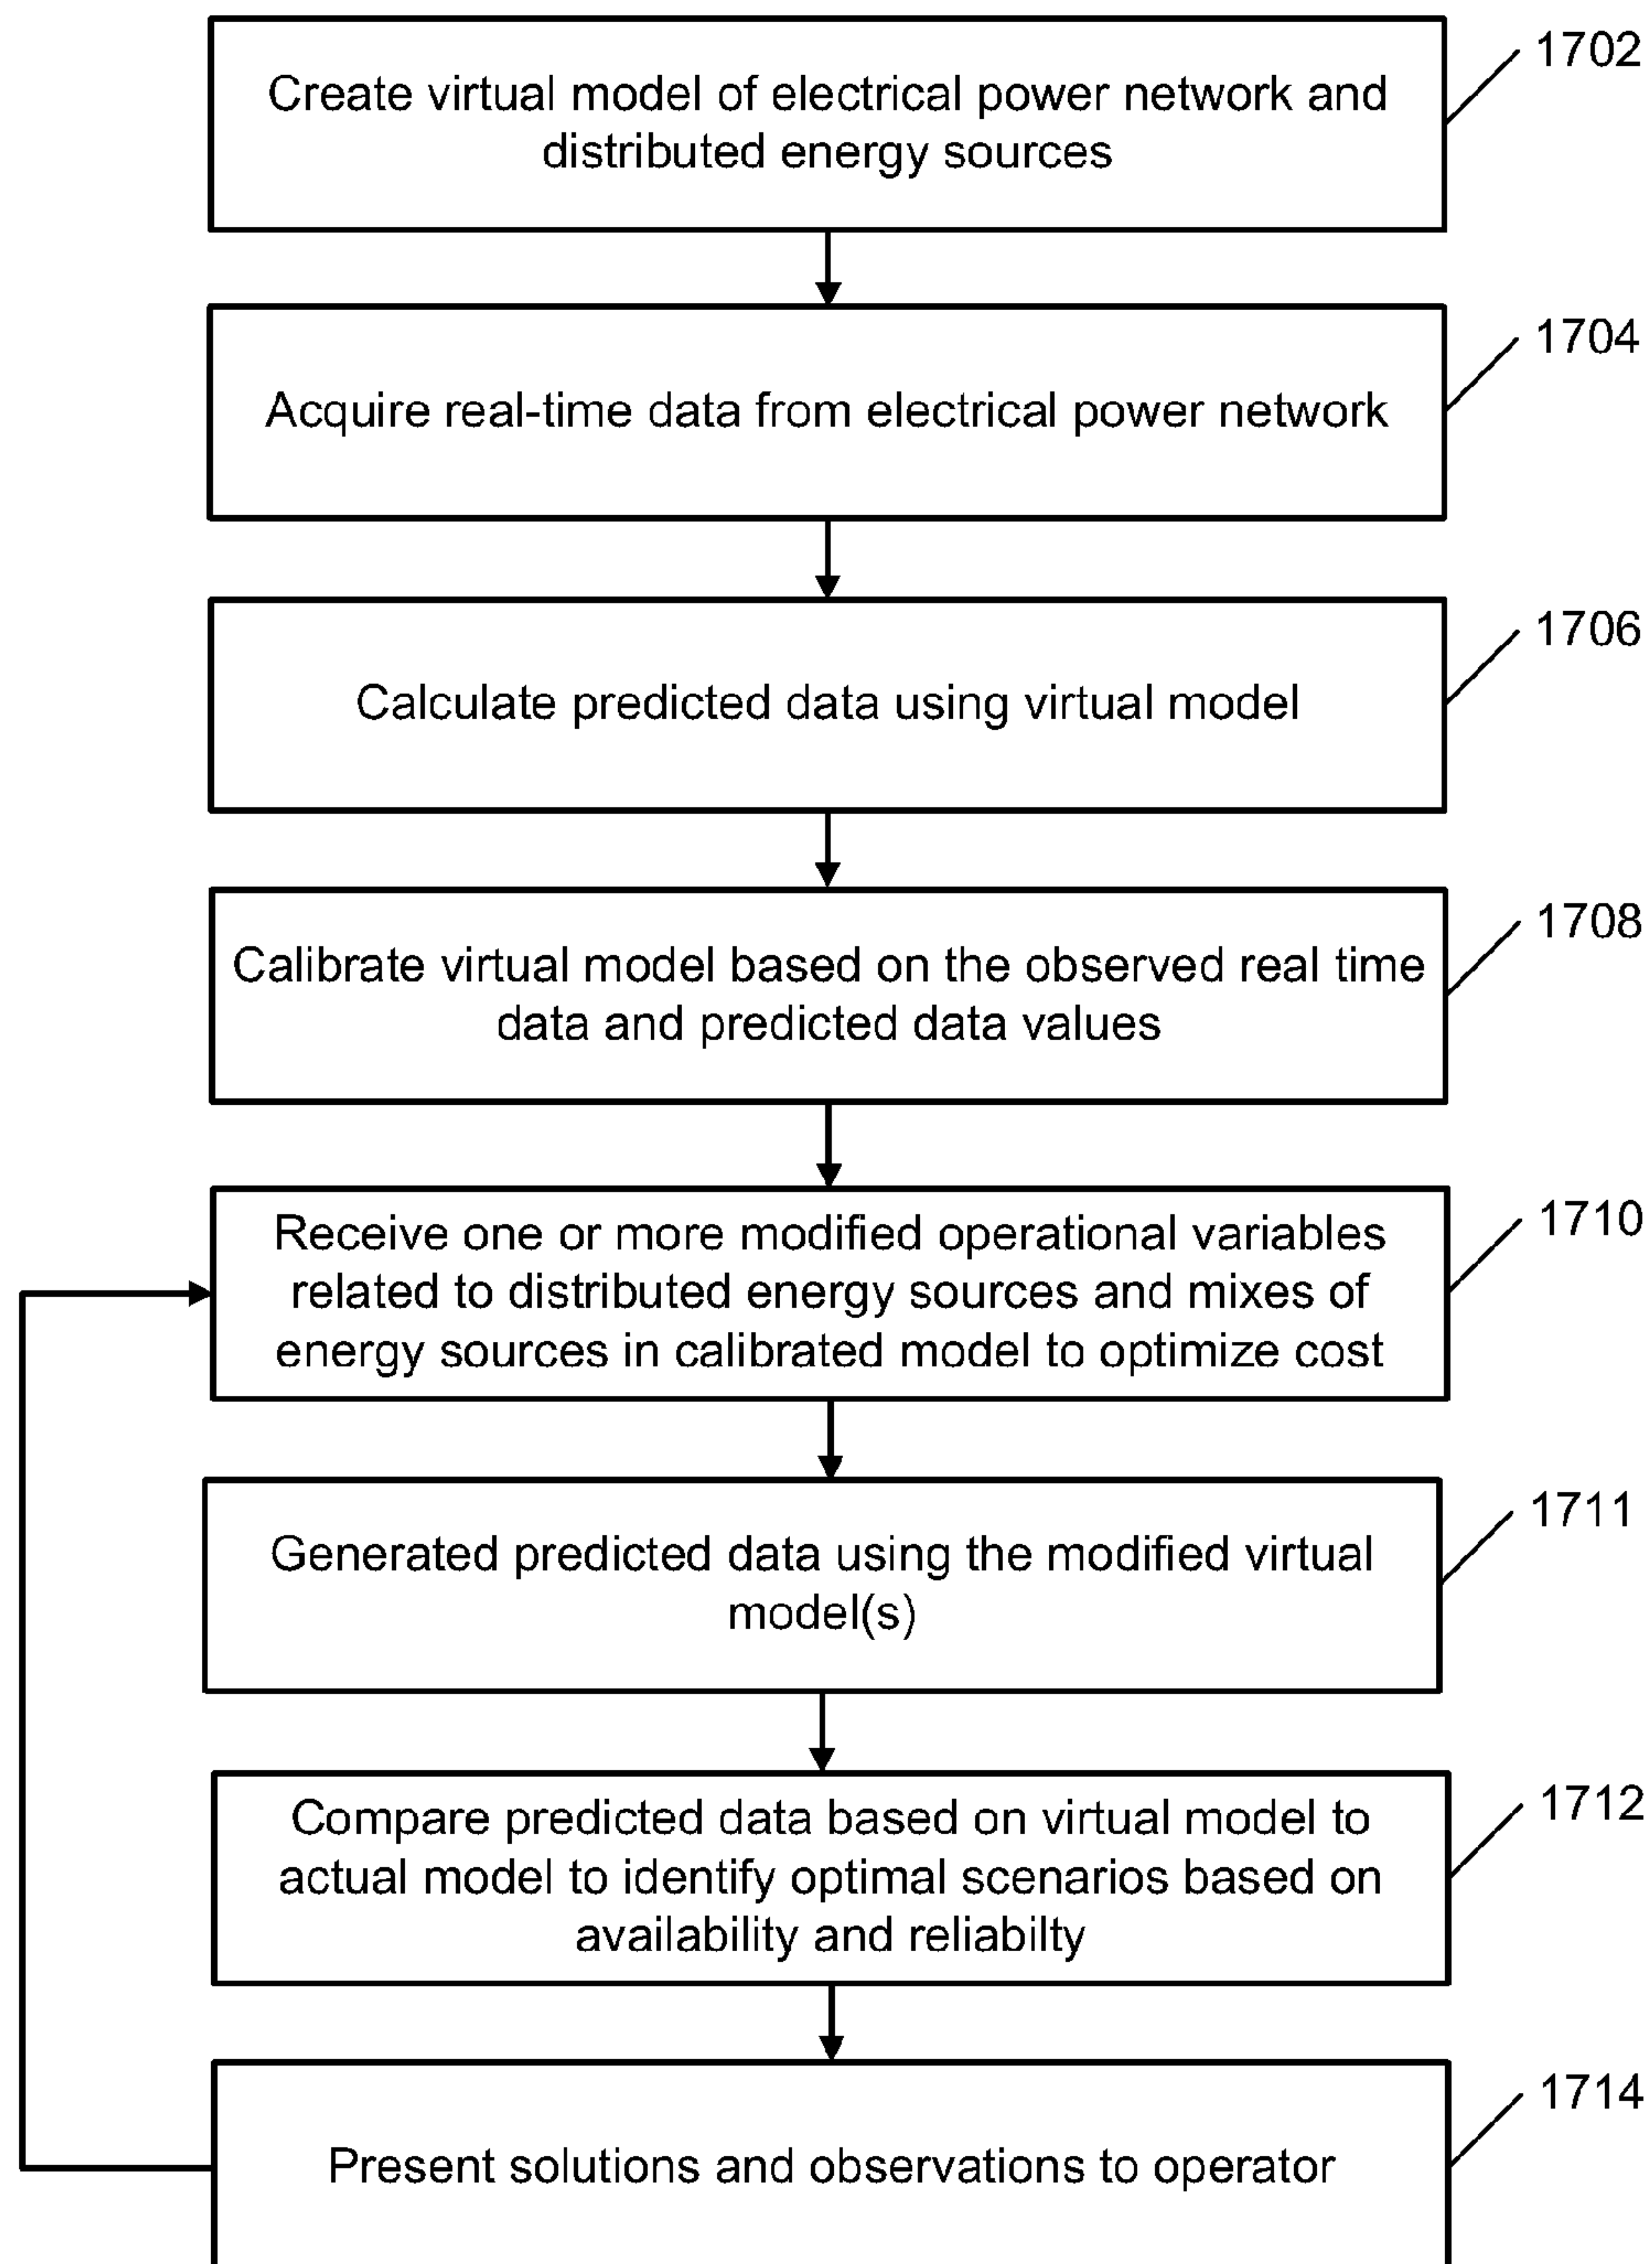 1702
Create virtual model of electrical power network and
distributed energy sources
1704
Acquire real-time data from electrical power network
1706
Calculate predicted data using virtual model
1708
Calibrate virtual model based on the observed real time
data and predicted data values
1710
Receive one or more modified operational variables
related to distributed energy sources and mixes of
energy sources in calibrated model to optimize cost
1711
Generated predicted data using the modified virtual
model(s)
1712
Compare predicted data based on virtual model to
actual model to identify optimal scenarios based on
availability and reliabilty
1714
Present solutions and observations to operator